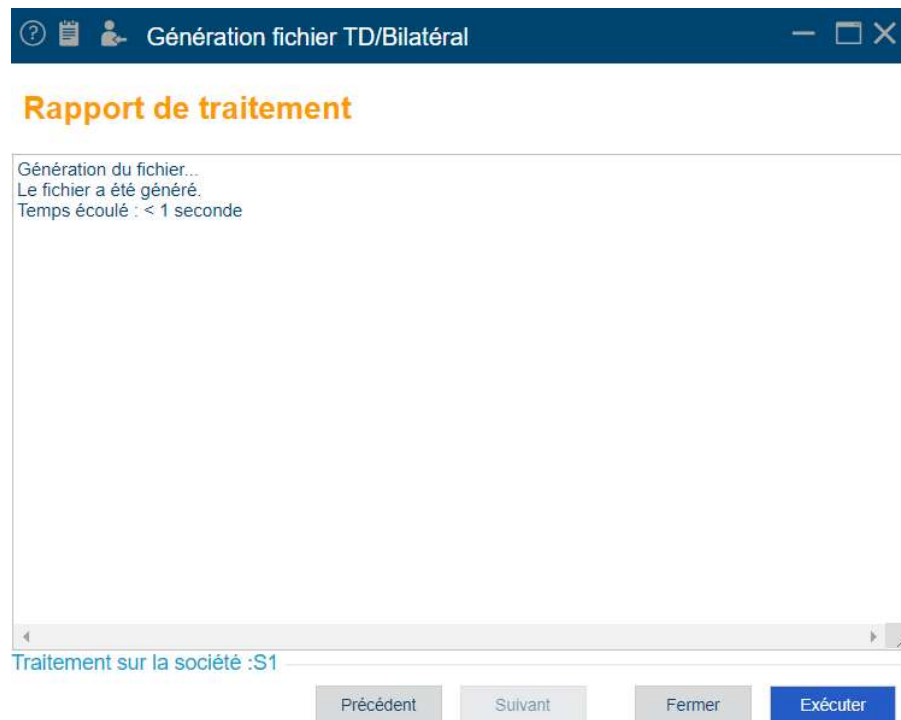 Génération fichier TD/Bilatéral
Rapport de traitement
Génération du fichier...
Le fichier a été généré.
Temps écoulé : < 1 seconde
Traitement sur la société :S1
Précédent
Suivant
Fermer
Exécuter